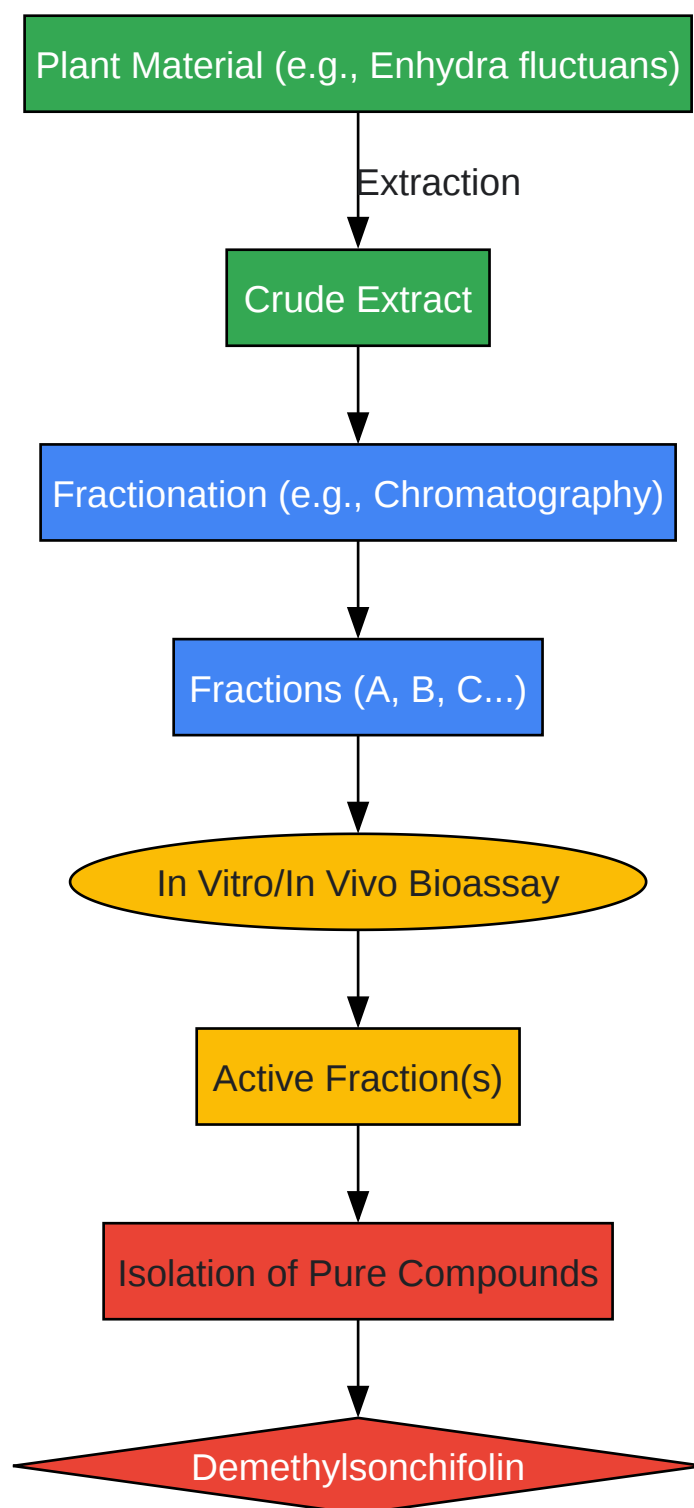 Plant Material (e.g., Enhydra fluctuans)
Extraction
Crude Extract
Fractionation (e.g., Chromatography)
Fractions (A, B, C...)
In Vitro/In Vivo Bioassay
Active Fraction(s)
Isolation of Pure Compounds
Demethylsonchifolin